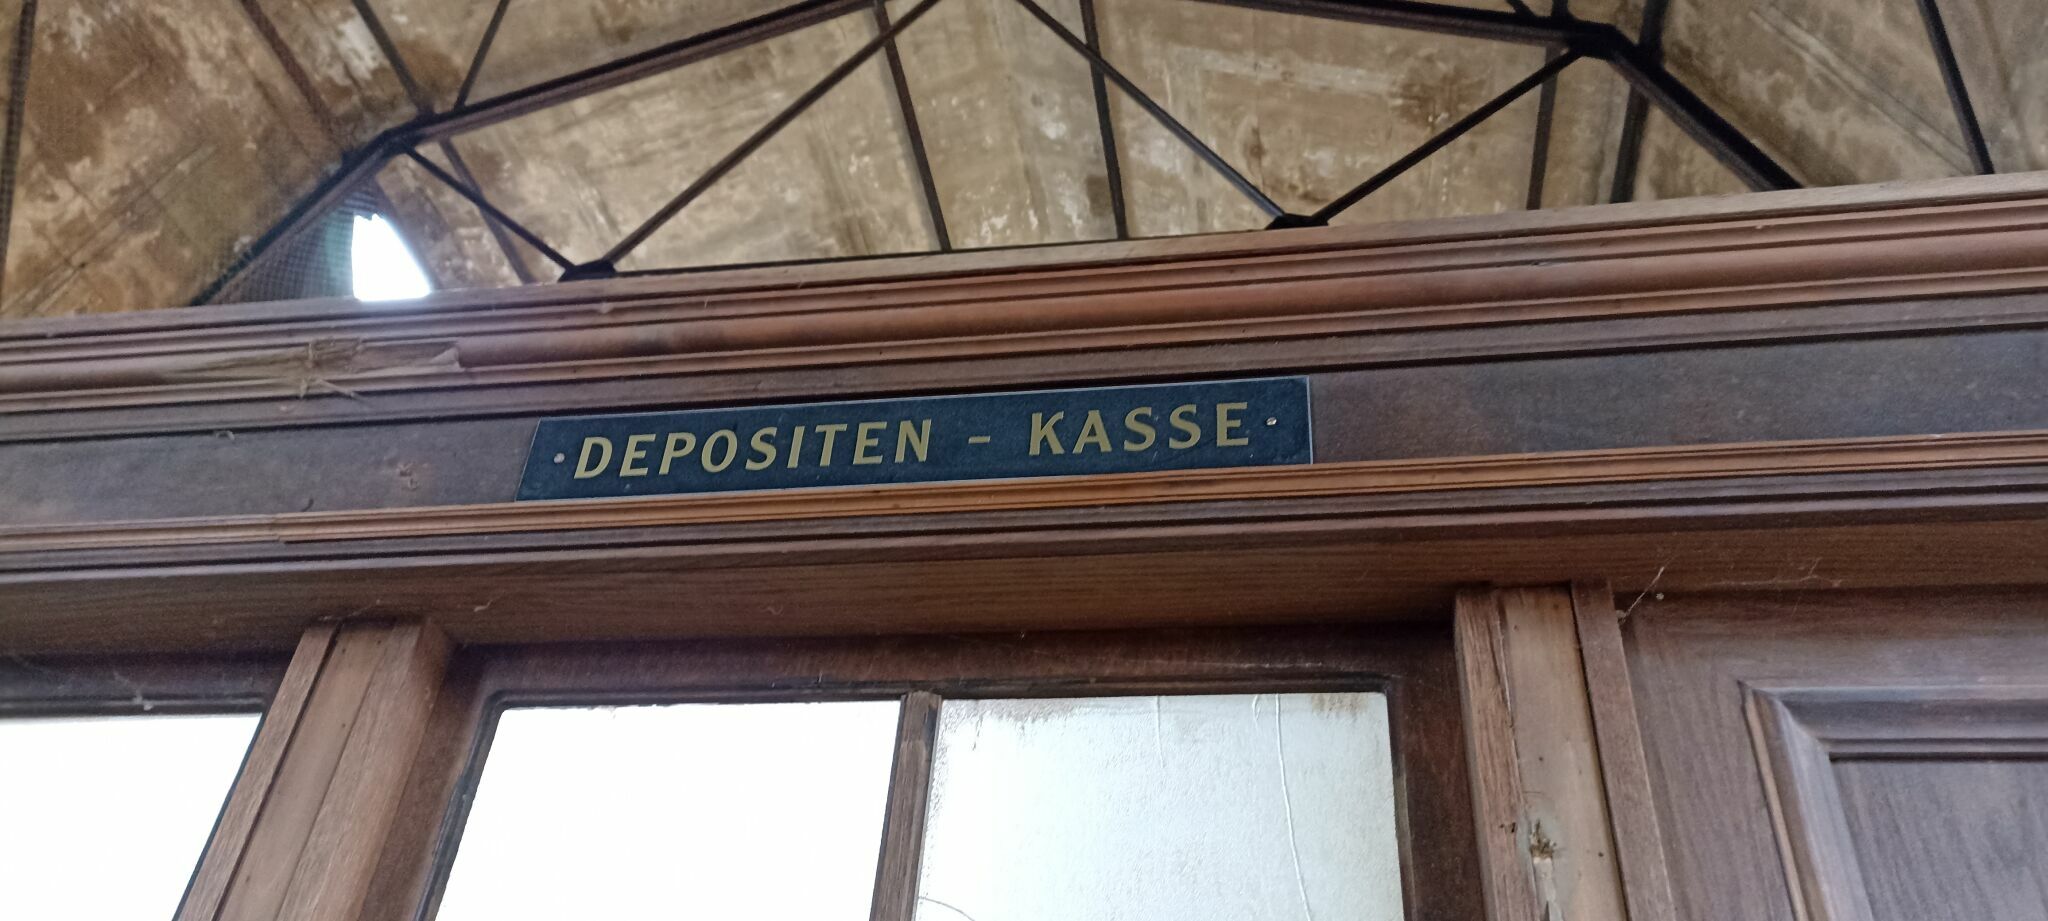 DEPOSITEN - KASSE